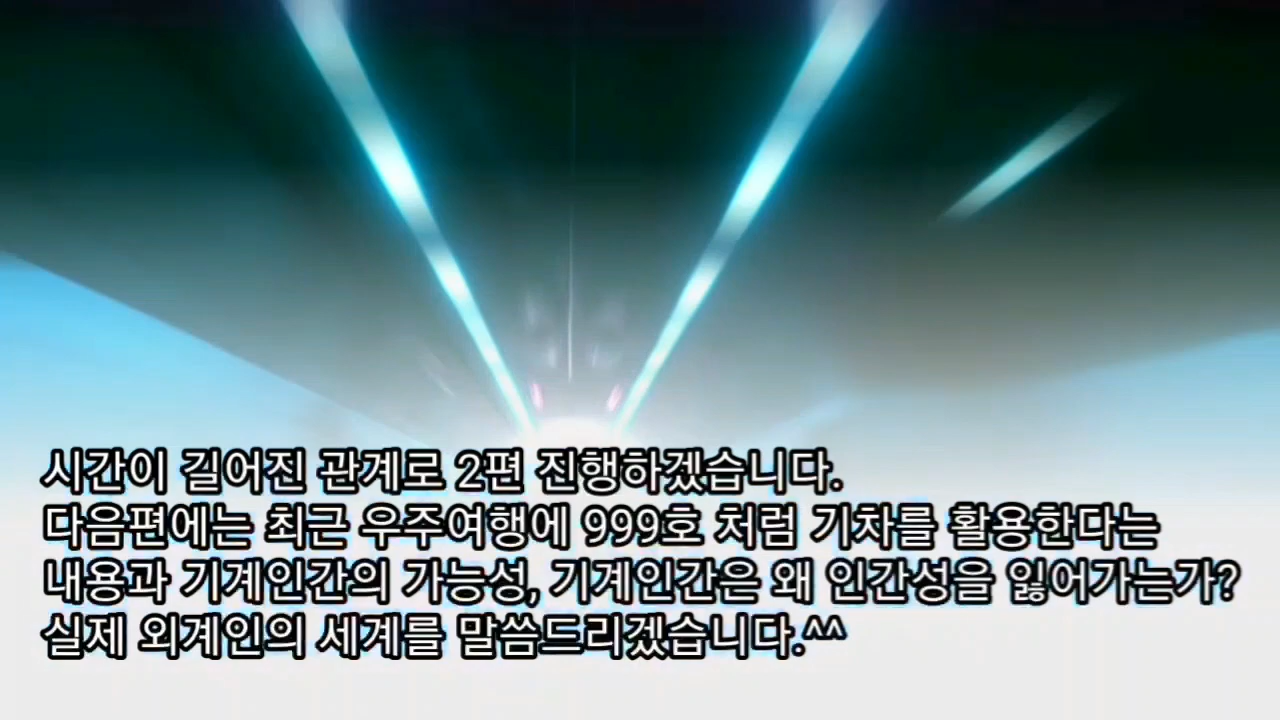 시간이 길어진 관계로 2편 진행하겠습니다.
다음편에는 최근 우주여행에 999호 처럼 기차를 활용한다는
내용과 기계인간의 가능성, 기계인간은 왜 인간성을 잃어가는가?
실제 외계인의 세계를 말씀드리겠습니다.^^